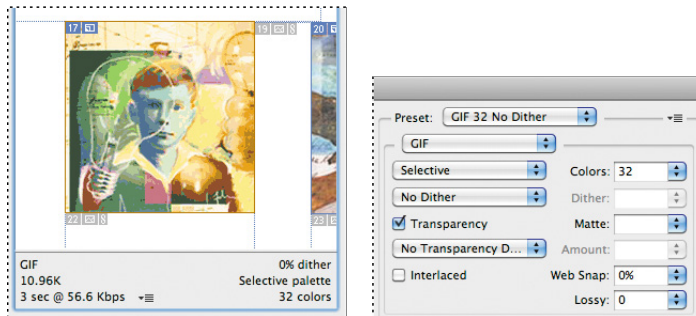 17
19
20
22
23
GIF
0% dither
10.96K
Selective palette
3 sec @ 56.6 Kbps
32 colors
Preset: GIF 32 No Dither
GIF
Selective
Colors: 32
No Dither
Dither:
Transparency
Matte:
No Transparency D...
Amount:
Interlaced
Web Snap: 0%
Lossy: 0